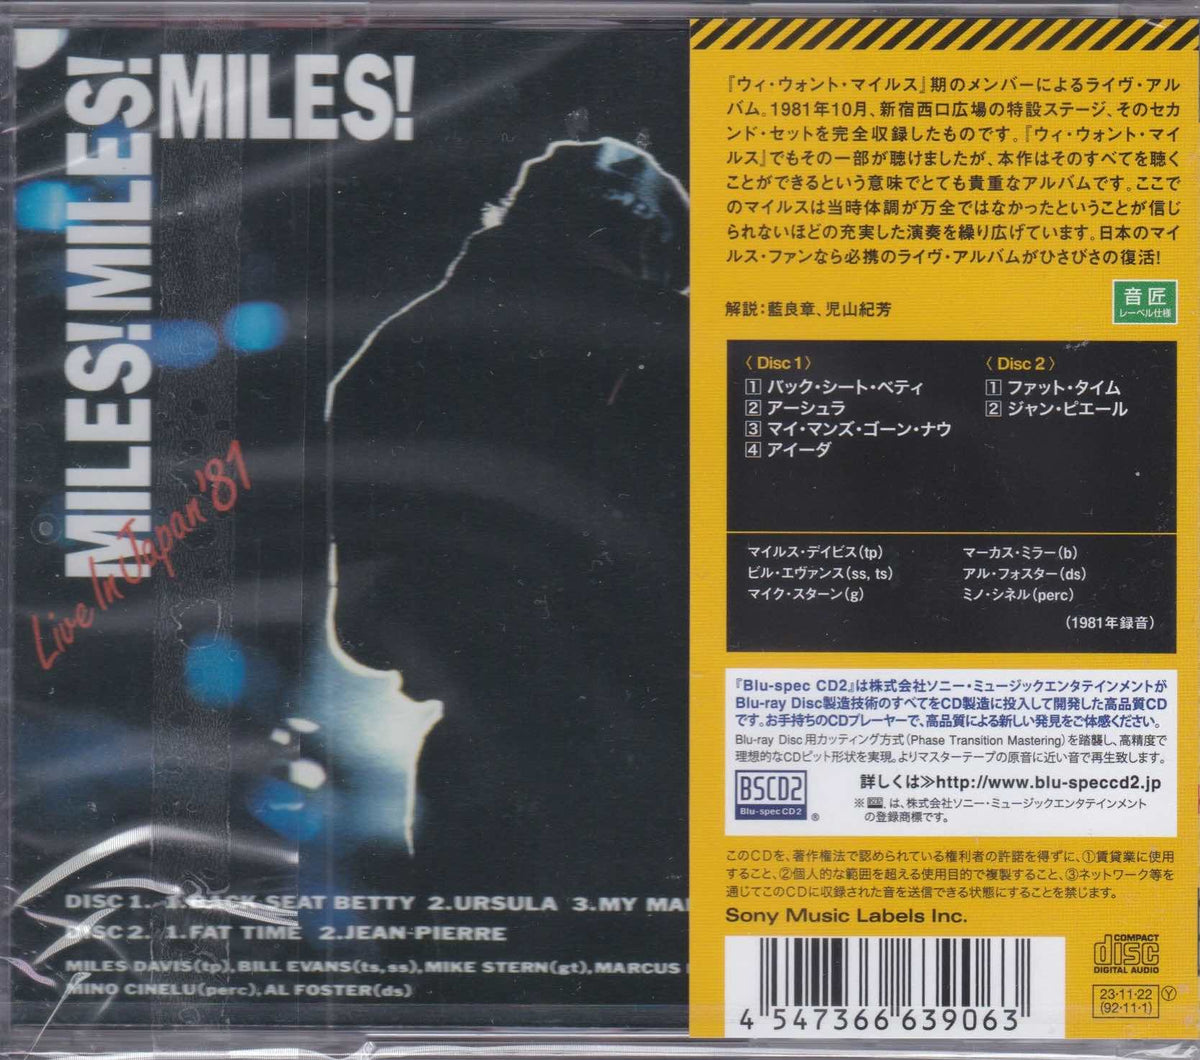 MILES! MILES! MILES!
Live In Japan '81
DISC 1. 1.BACK SEAT BETTY 2.URSULA 3.MY MA
DISC 2. 1.FAT TIME 2.JEAN-PIERRE
MILES DAVIS(tp), BILL EVANS(ts, ss), MIKE STERN(gt), MARCUS
MINO CINELU(perc), AL FOSTER(ds)
『ウィ・ウォント・マイルス』期のメンバーによるライヴ・アル
バム。1981年10月、新宿西口広場の特設ステージ、そのセカ
ンド・セットを完全収録したものです。『ウィ・ウォント・マイ
ルス』でもその一部が聴けましたが、本作はそのすべてを聴く
ことができるという意味でとても貴重なアルバムです。ここで
のマイルスは当時体調が万全ではなかったということが信じ
られないほどの充実した演奏を繰り広げています。日本のマイ
ルス・ファンなら必携のライヴ・アルバムがひさびさの復活!
音匠
レーベル仕様
解説:藍良章、児山紀芳
〈 Disc 1 〉
1 バック・シート・ベティ
2 アーシュラ
3 マイ・マンズ・ゴーン・ナウ
4 アイーダ
〈 Disc 2 〉
1 ファット・タイム
2 ジャン・ピエール
マイルス・デイビス(tp)
ビル・エヴァンス(ss, ts)
マイク・スターン(g)
マーカス・ミラー(b)
アル・フォスター(ds)
ミノ・シネル(perc)
(1981年録音)
『Blu-spec CD2』は株式会社ソニー・ミュージックエンタテインメントが
Blu-ray Disc製造技術のすべてをCD製造に投入して開発した高品質CD
です。お手持ちのCDプレーヤーで、高品質による新しい発見をご体感ください。
Blu-ray Disc用カッティング方式(Phase Transition Mastering)を踏襲し、高精度で
理想的なCDピット形状を実現。よりマスターテープの原音に近い音で再生致します。
BSCD2
Blu-spec CD2 ®
詳しくは≫http://www.blu-speccd2.jp
※ は、株式会社ソニー・ミュージックエンタテインメント
の登録商標です。
このCDを、著作権法で認められている権利者の許諾を得ずに、①賃貸業に使用
すること、②個人的な範囲を超える使用目的で複製すること、③ネットワーク等を
通じてこのCDに収録された音を送信できる状態にすることを禁じます。
Sony Music Labels Inc.
4 547366 639063
COMPACT
disc
DIGITAL AUDIO
23・11・22 Y
(92・11・1)